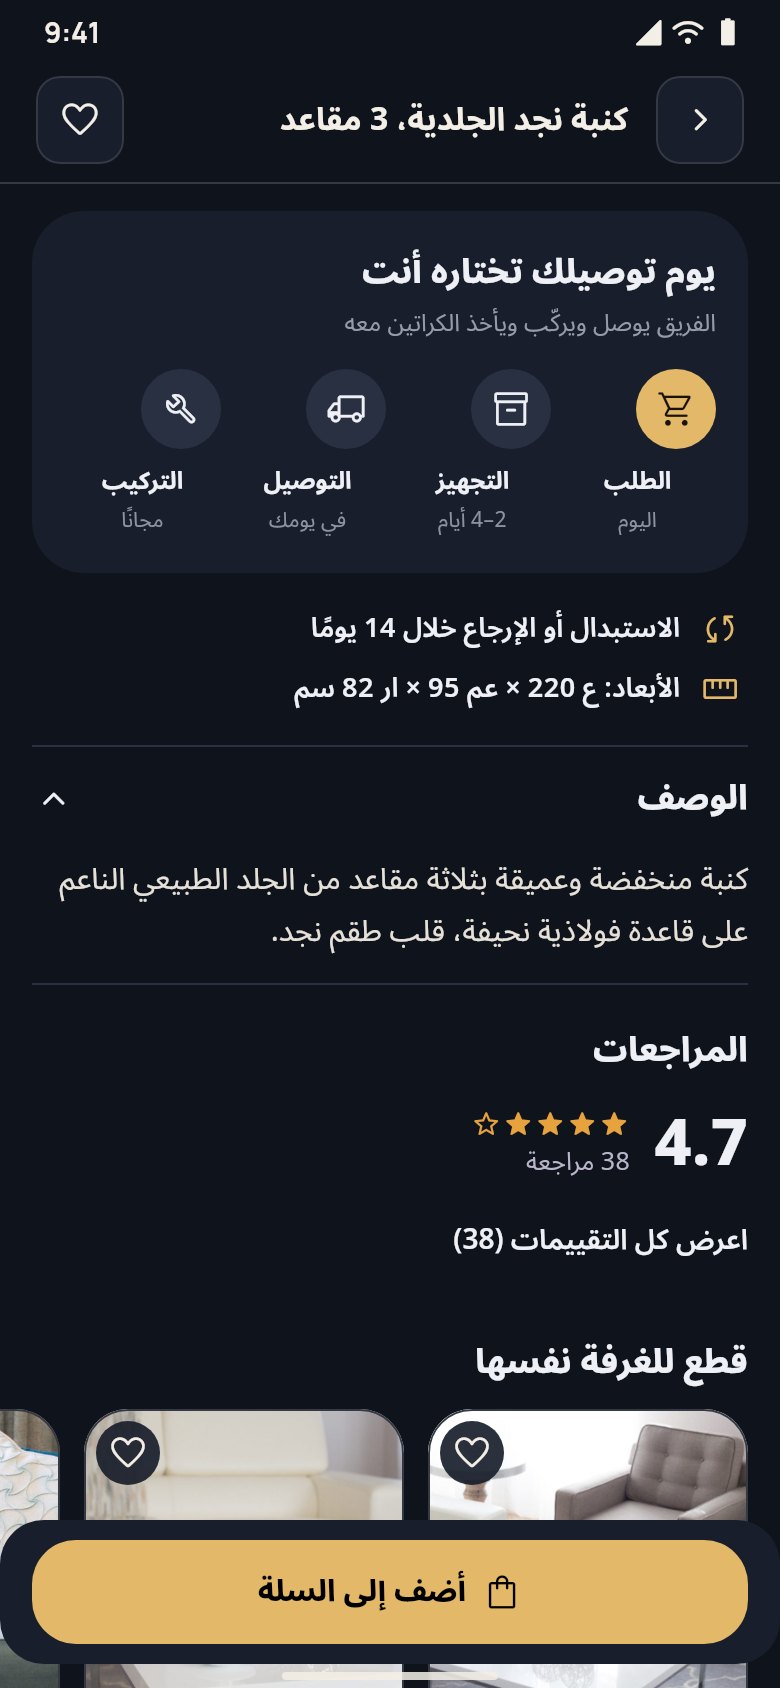 9:41
كنبة نجد الجلدية، 3 مقاعد
يوم توصيلك تختاره أنت
الفريق يوصل ويركّب ويأخذ الكراتين معه
الطلب
اليوم
التجهيز
2–4 أيام
التوصيل
في يومك
التركيب
مجانًا
الاستبدال أو الإرجاع خلال 14 يومًا
الأبعاد: ع 220 × عم 95 × ار 82 سم
الوصف
كنبة منخفضة وعميقة بثلاثة مقاعد من الجلد الطبيعي الناعم
على قاعدة فولاذية نحيفة، قلب طقم نجد.
المراجعات
4.7
38 مراجعة
اعرض كل التقييمات (38)
قطع للغرفة نفسها
أضف إلى السلة